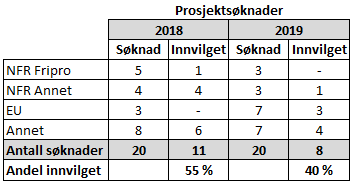 Prosjektsøknader
2018 2019
Søknad Innvilget Søknad Innvilget
NFR Fripro 5 1 3 -
NFR Annet 4 4 3 1
EU 3 - 7 3
Annet 8 6 7 4
Antall søknader 20 11 20 8
Andel innvilget 55 % 40 %